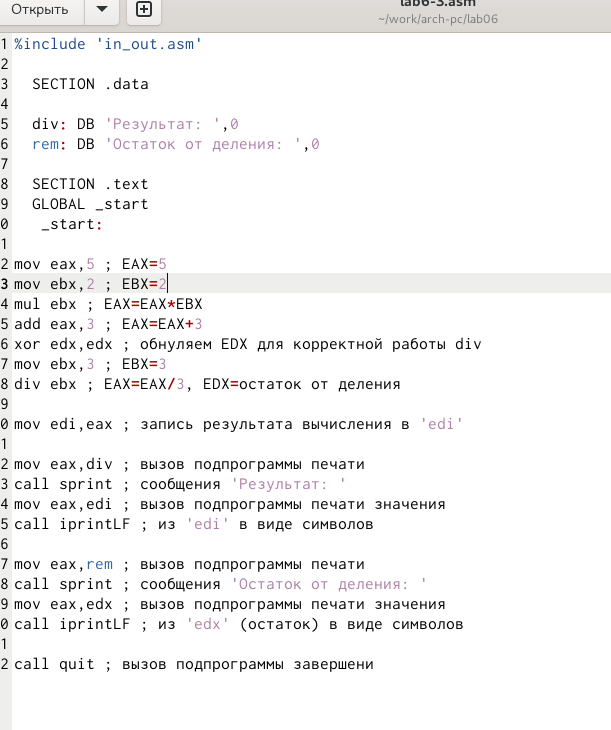 Открыть
lab6-3.asm
~/work/arch-pc/lab06
1 %include 'in_out.asm'
2
3 SECTION .data
4
5 div: DB 'Результат: ',0
6 rem: DB 'Остаток от деления: ',0
7
8 SECTION .text
9 GLOBAL _start
0 _start:
1
2 mov eax,5 ; EAX=5
3 mov ebx,2 ; EBX=2
4 mul ebx ; EAX=EAX*EBX
5 add eax,3 ; EAX=EAX+3
6 xor edx,edx ; обнуляем EDX для корректной работы div
7 mov ebx,3 ; EBX=3
8 div ebx ; EAX=EAX/3, EDX=остаток от деления
9
0 mov edi,eax ; запись результата вычисления в 'edi'
1
2 mov eax,div ; вызов подпрограммы печати
3 call sprint ; сообщения 'Результат: '
4 mov eax,edi ; вызов подпрограммы печати значения
5 call iprintLF ; из 'edi' в виде символов
6
7 mov eax,rem ; вызов подпрограммы печати
8 call sprint ; сообщения 'Остаток от деления: '
9 mov eax,edx ; вызов подпрограммы печати значения
0 call iprintLF ; из 'edx' (остаток) в виде символов
1
2 call quit ; вызов подпрограммы завершени